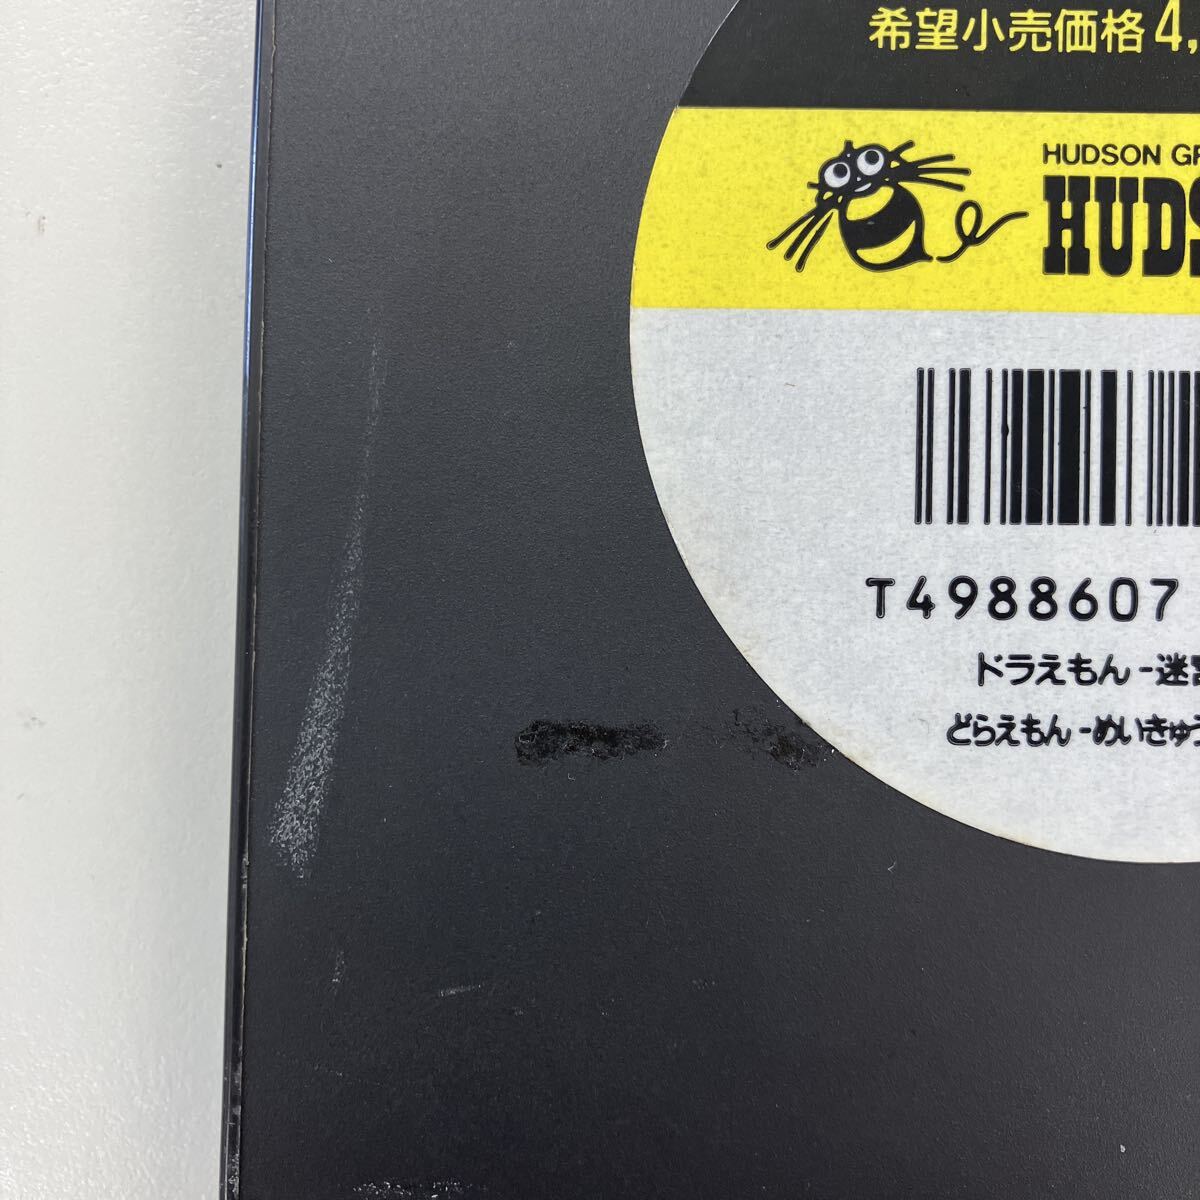 希望小売価格4,
HUDSON GR
HUDS
T4988607
ドラえもん-迷宮
どらえもん-めいきゅう